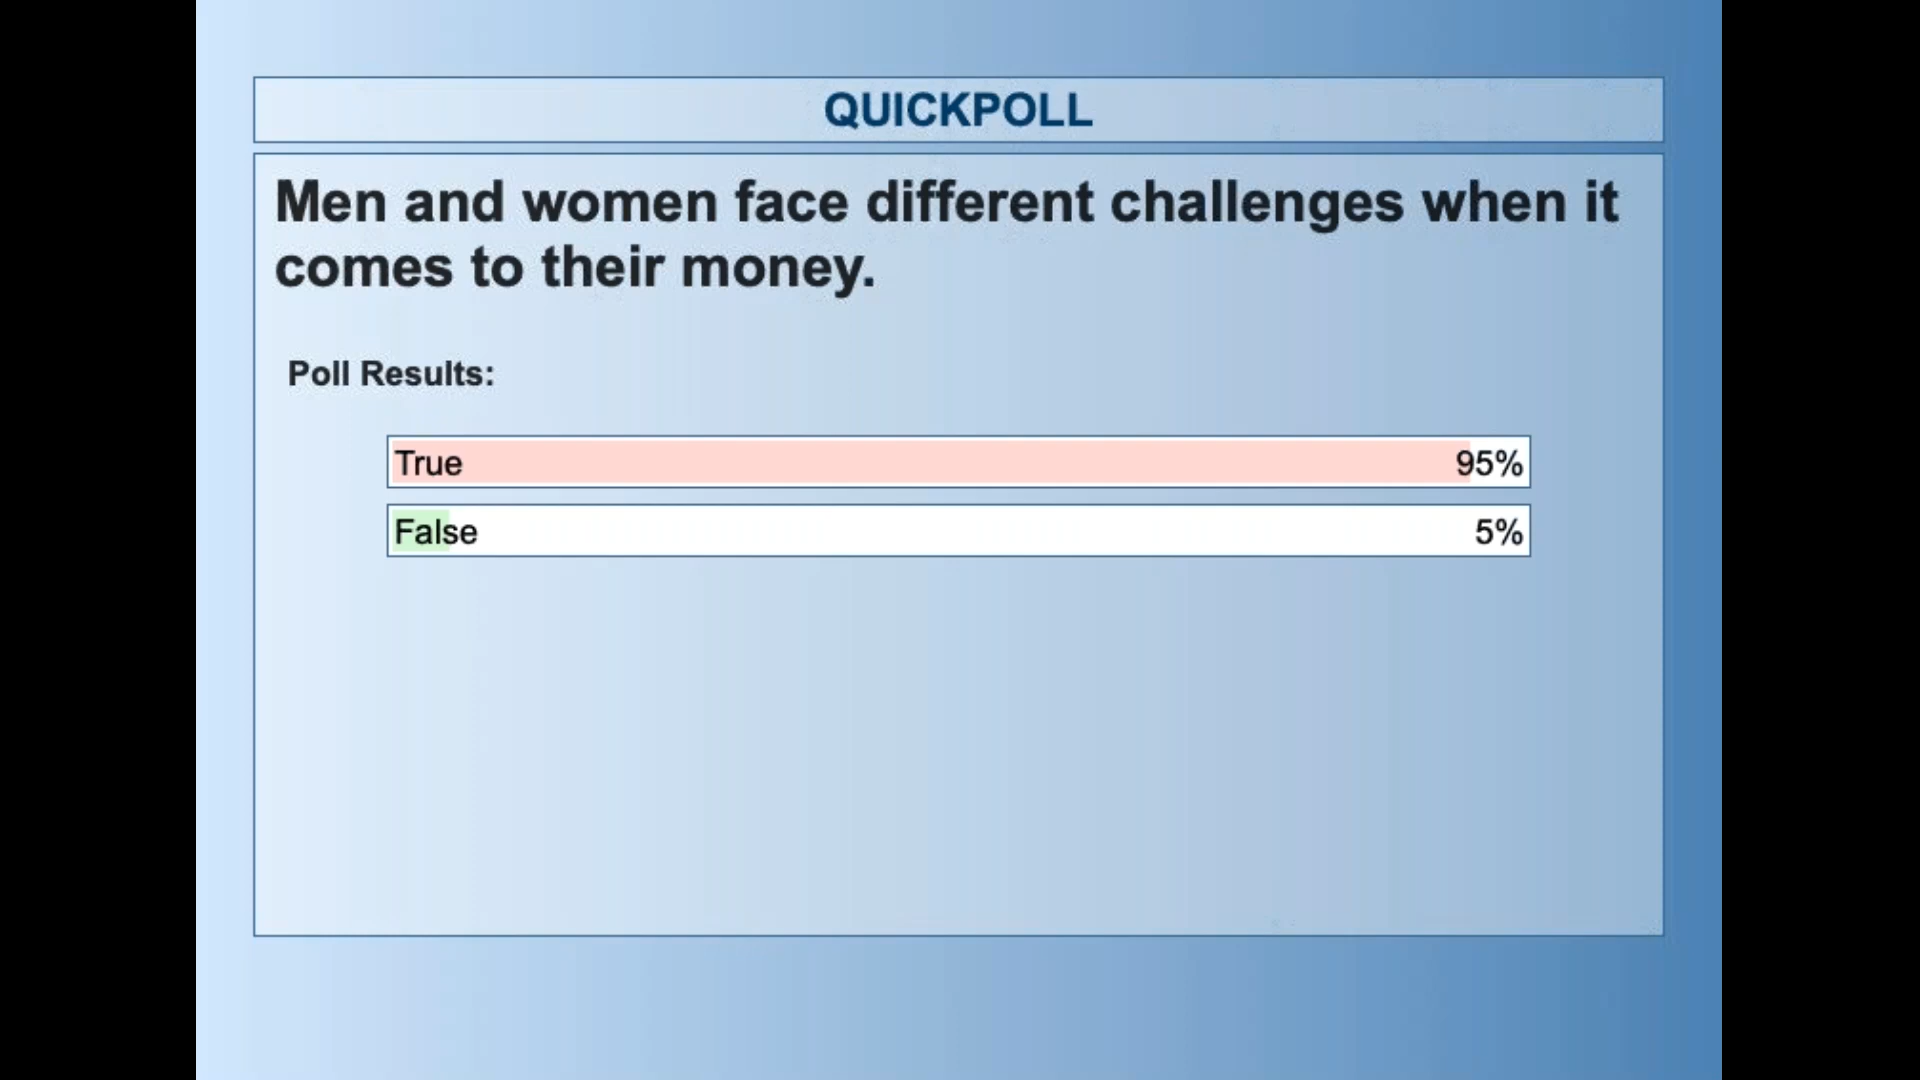 QUICKPOLL
Men and women face different challenges when it
comes to their money.
Poll Results:
True 95%
False 5%